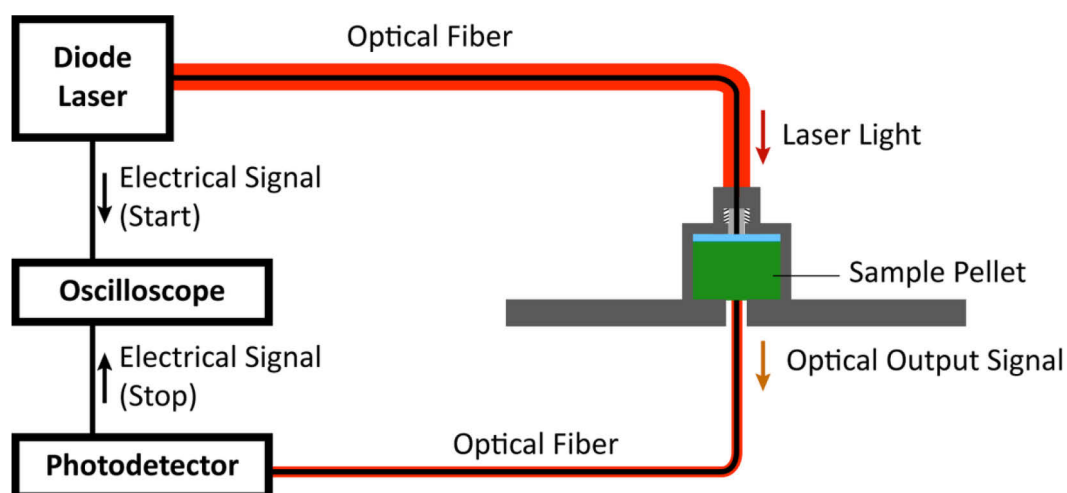 Optical Fiber
Diode
Laser
Laser Light
Electrical Signal
(Start)
Sample Pellet
Oscilloscope
Electrical Signal
(Stop)
Optical Output Signal
Optical Fiber
Photodetector